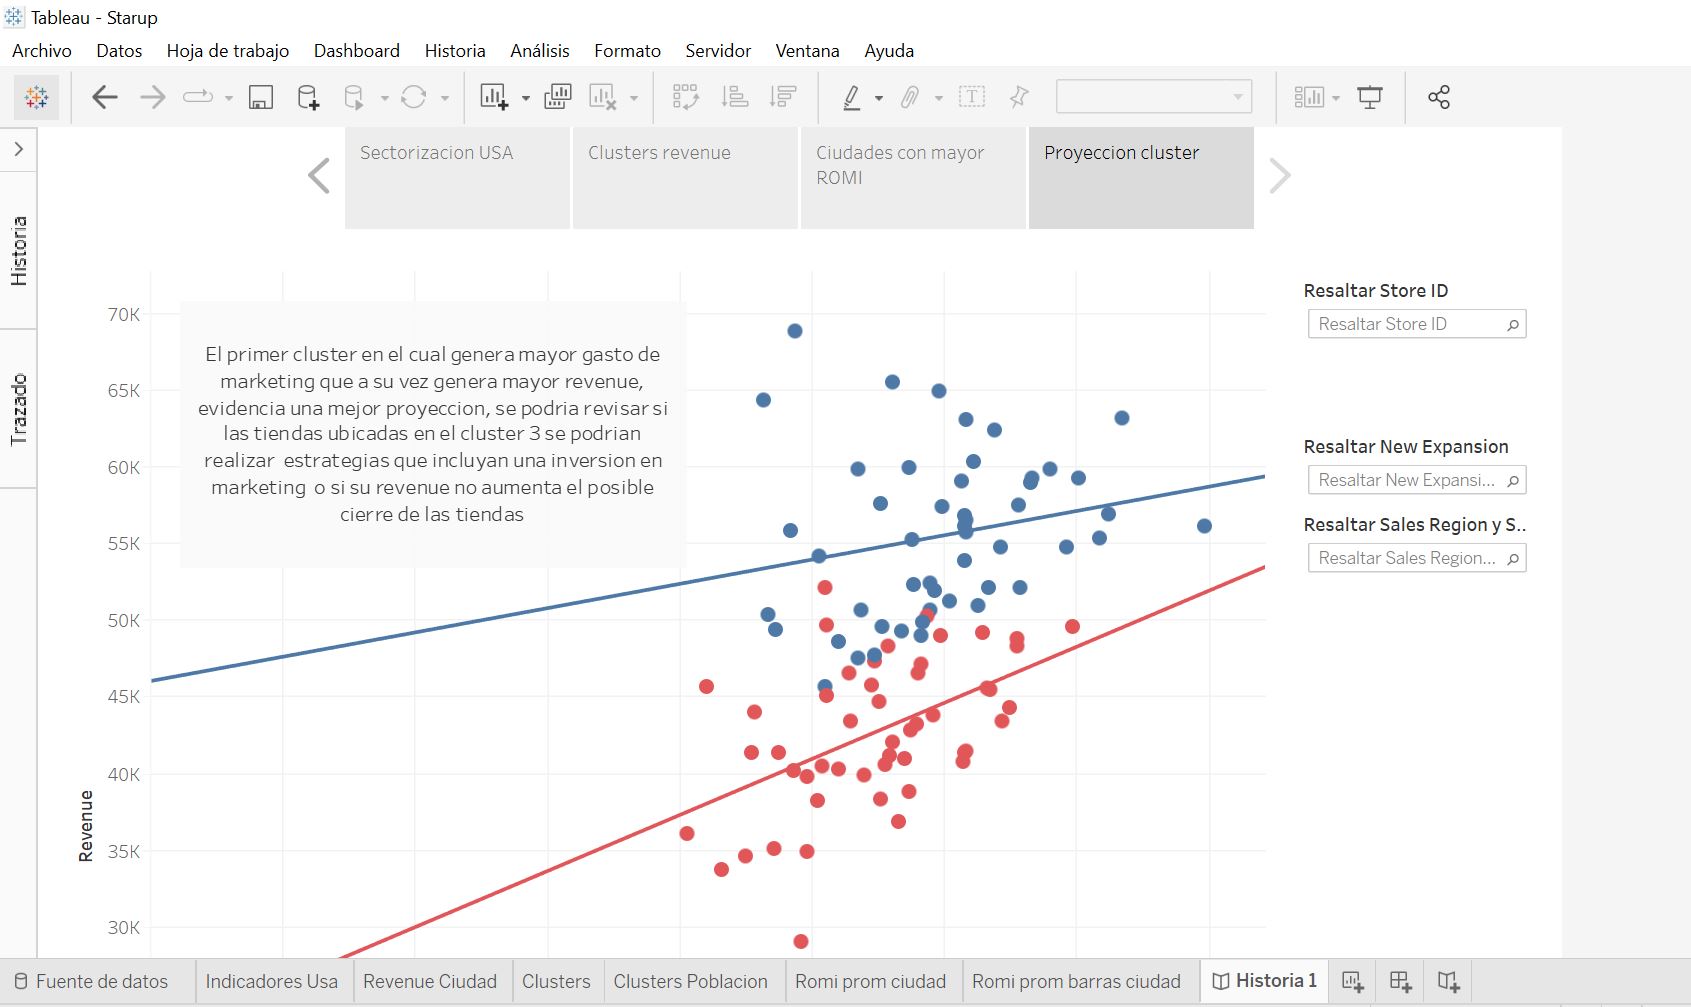 Tableau - Starup
Archivo Datos Hoja de trabajo Dashboard Historia Análisis Formato Servidor Ventana Ayuda
Sectorizacion USA
Clusters revenue
Ciudades con mayor
ROMI
Proyeccion cluster
Historia
Trazado
El primer cluster en el cual genera mayor gasto de
marketing que a su vez genera mayor revenue,
evidencia una mejor proyeccion, se podria revisar si
las tiendas ubicadas en el cluster 3 se podrian
realizar estrategias que incluyan una inversion en
marketing o si su revenue no aumenta el posible
cierre de las tiendas
70K
65K
60K
55K
50K
45K
40K
35K
30K
Revenue
Resaltar Store ID
Resaltar Store ID
Resaltar New Expansion
Resaltar New Expansi...
Resaltar Sales Region y S..
Resaltar Sales Region...
Fuente de datos Indicadores Usa Revenue Ciudad Clusters Clusters Poblacion Romi prom ciudad Romi prom barras ciudad Historia 1